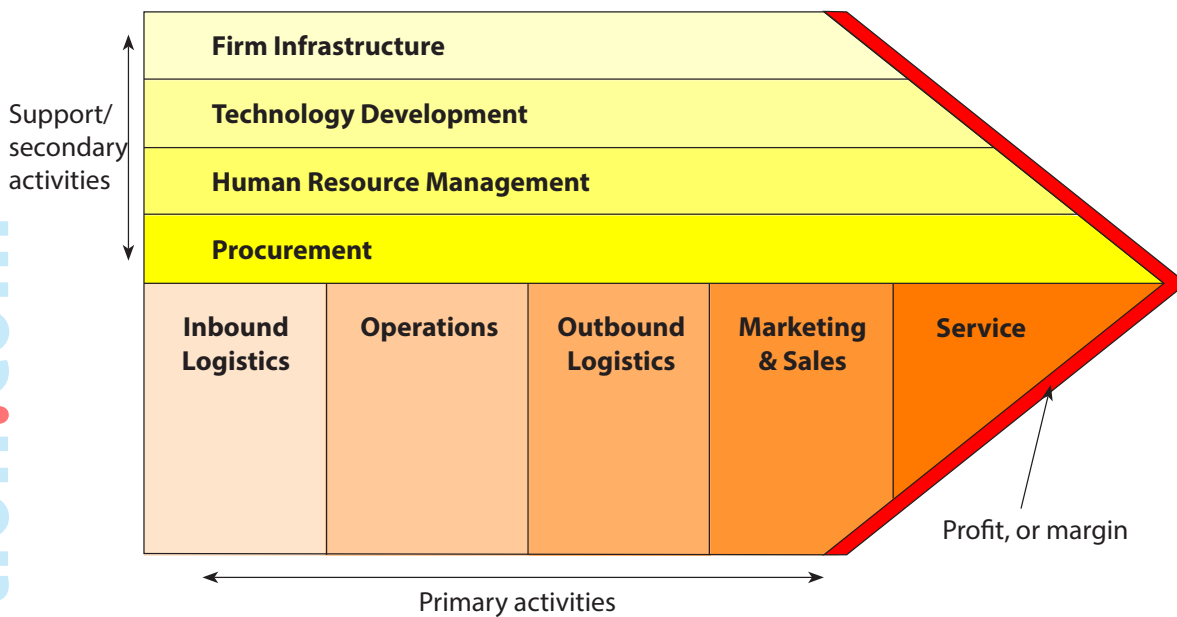 Firm Infrastructure
Support/
secondary
activities
Technology Development
Human Resource Management
Procurement
Inbound
Logistics
Operations
Outbound
Logistics
Marketing
& Sales
Service
Profit, or margin
Primary activities